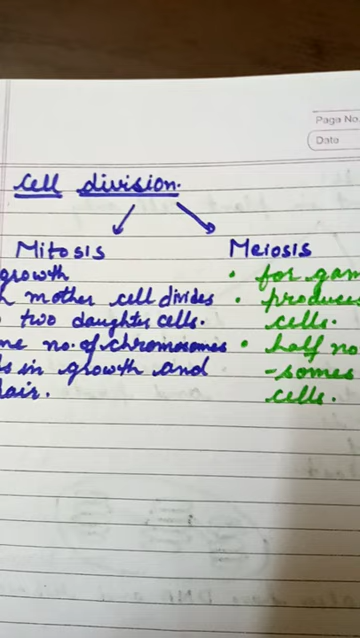 Page No.
Date
Cell division.
Mitosis Meiosis
growth • for
mother cell divides • produces
two daughter cells. cells.
no. of chromosomes • half no
in growth and -somes
cells.